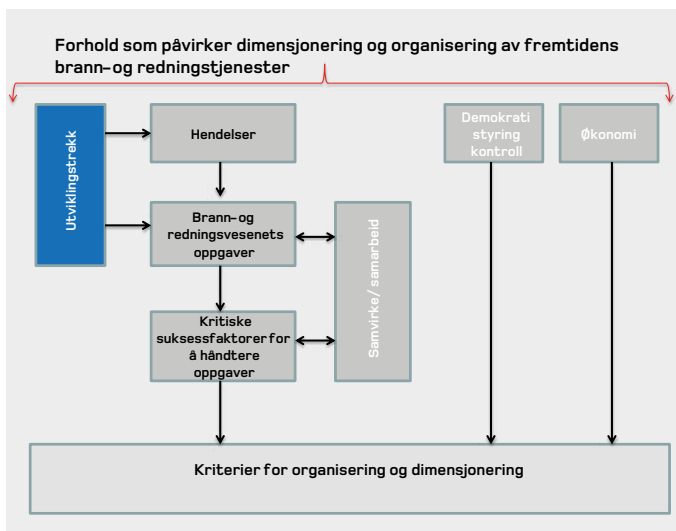 Forhold som påvirker dimensjonering og organisering av fremtidens
brann-og redningstjenester
Utviklingstrekk
Hendelser
Demokrati
styring
kontroll
Økonomi
Brann-og
redningsvesenets
oppgaver
Samvirke/ samarbeid
Kritiske
suksessfaktorer for
å håndtere
oppgaver
Kriterier for organisering og dimensjonering